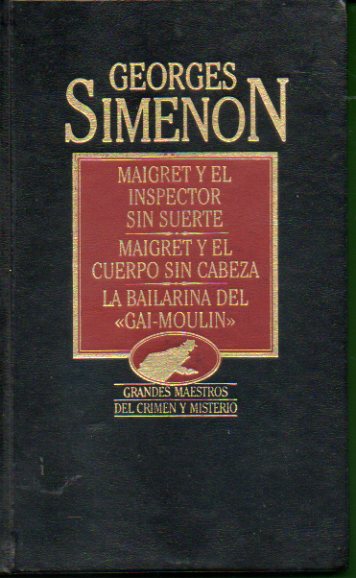 GEORGES
SIMENON
MAIGRET Y EL
INSPECTOR
SIN SUERTE
MAIGRET Y EL
CUERPO SIN CABEZA
LA BAILARINA DEL
«GAI-MOULIN»
GRANDES MAESTROS
DEL CRIMEN Y MISTERIO